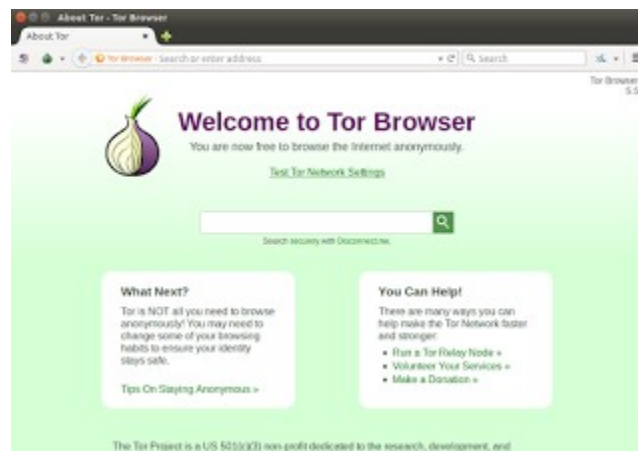 About Tor - Tor Browser
About Tor
Tor Browser Search or enter address
Search
Tor Browser
5.5
Welcome to Tor Browser
You are now free to browse the Internet anonymously.
Test Tor Network Settings
Search securely with Disconnect.me.
What Next?
Tor is NOT all you need to browse
anonymously! You may need to
change some of your browsing
habits to ensure your identity
stays safe.
Tips On Staying Anonymous »
You Can Help!
There are many ways you can
help make the Tor Network faster
and stronger:
Run a Tor Relay Node »
Volunteer Your Services »
Make a Donation »
The Tor Project is a US 501(c)(3) non-profit dedicated to the research, development, and